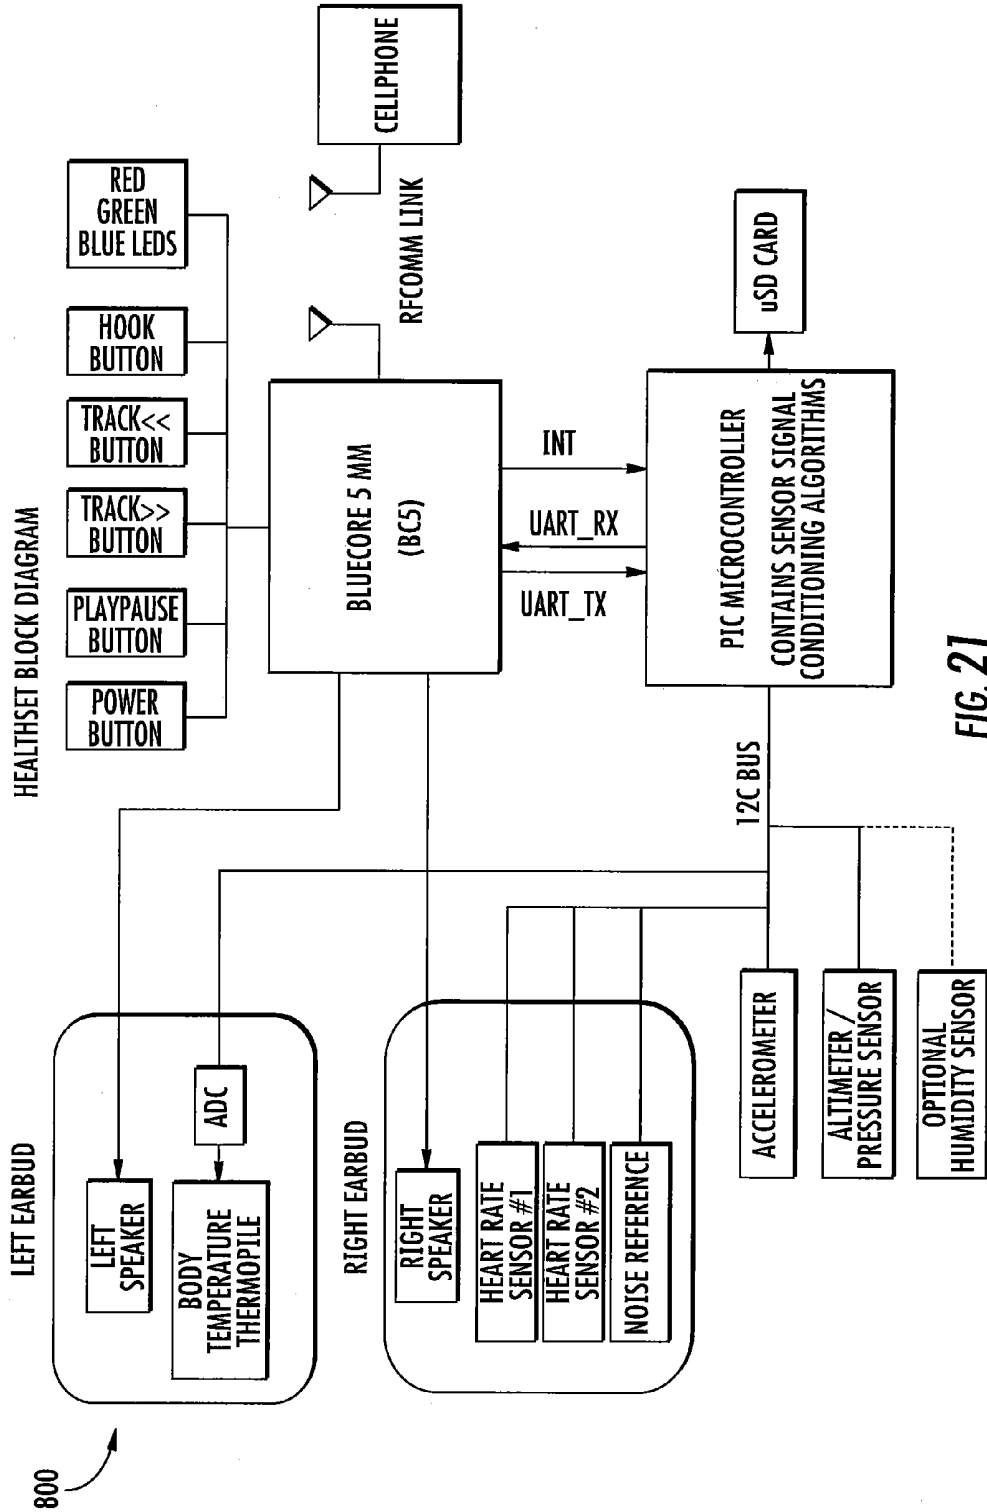 HEALTHSET BLOCK DIAGRAM
800
LEFT EARBUD
LEFT
SPEAKER
BODY
TEMPERATURE
THERMOPILE
ADC
RIGHT EARBUD
RIGHT
SPEAKER
HEART RATE
SENSOR #1
HEART RATE
SENSOR #2
NOISE REFERENCE
ACCELEROMETER
ALTIMETER/
PRESSURE SENSOR
OPTIONAL
HUMIDITY SENSOR
POWER
BUTTON
PLAYPAUSE
BUTTON
TRACK>>
BUTTON
TRACK<<
BUTTON
HOOK
BUTTON
RED
GREEN
BLUE LEDS
BLUECORE 5 MM
(BC5)
CELLPHONE
RFCOMM LINK
UART_TX
UART_RX
INT
12C BUS
PIC MICROCONTROLLER
CONTAINS SENSOR SIGNAL
CONDITIONING ALGORITHMS
uSD CARD
FIG. 21